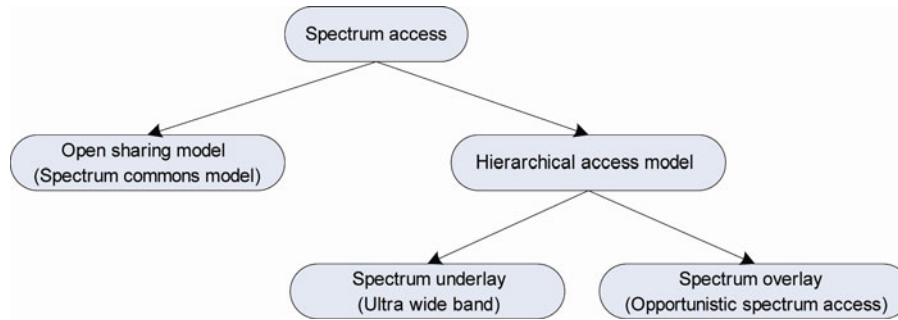 Spectrum access
Open sharing model
(Spectrum commons model)
Hierarchical access model
Spectrum underlay
(Ultra wide band)
Spectrum overlay
(Opportunistic spectrum access)